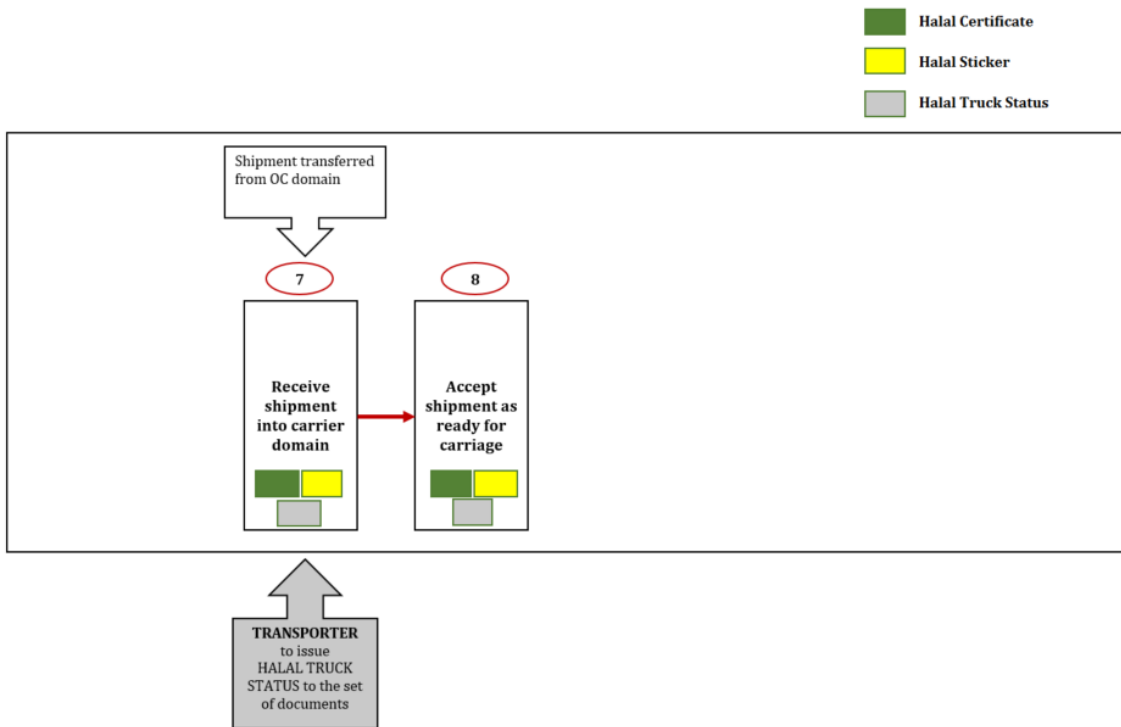 Halal Certificate
Halal Sticker
Halal Truck Status
Shipment transferred
from OC domain
7
8
Receive
shipment
into carrier
domain
Accept
shipment as
ready for
carriage
TRANSPORTER
to issue
HALAL TRUCK
STATUS to the set
of documents